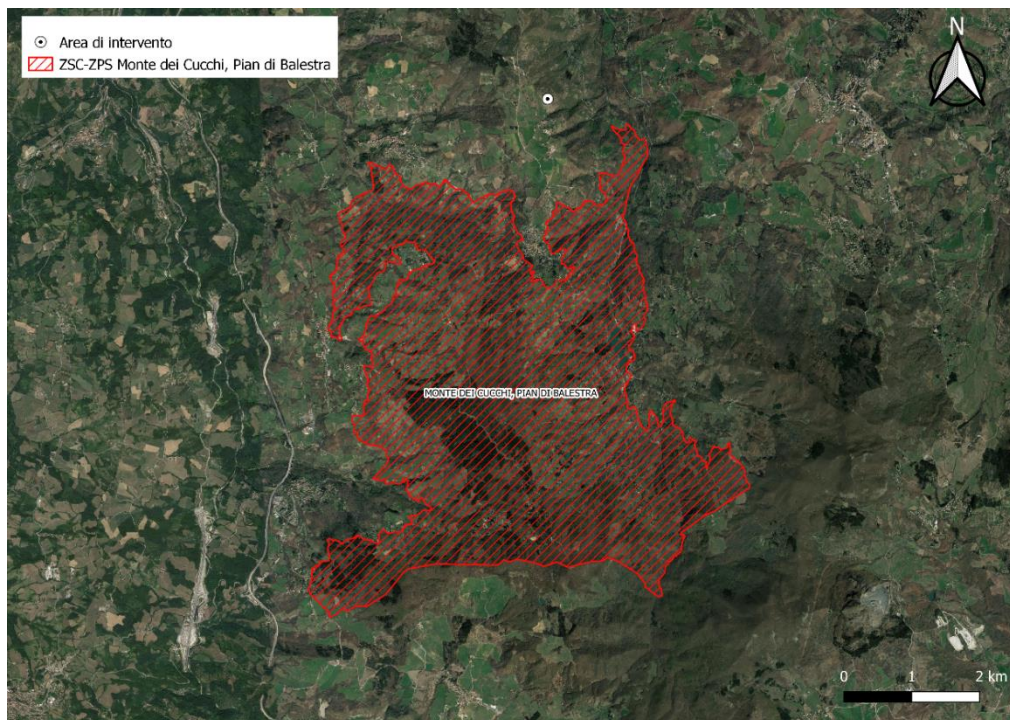 Area di intervento
ZSC-ZPS Monte dei Cucchi, Pian di Balestra
N
MONTE DEI CUCCHI, PIAN DI BALESTRA
0 1 2 km